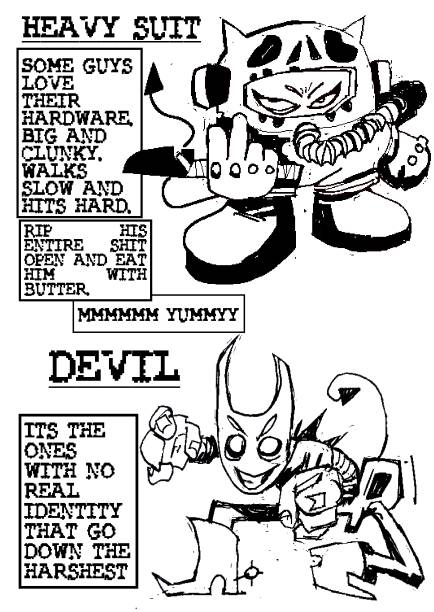 HEAVY SUIT
SOME GUYS
LOVE
THEIR
HARDWARE,
BIG AND
CLUNKY.
WALKS
SLOW AND
HITS HARD.
RIP HIS
ENTIRE SHIT
OPEN AND EAT
HIM WITH
BUTTER.
MMMMMM YUMMYY
DEVIL
ITS THE
ONES
WITH NO
REAL
IDENTITY
THAT GO
DOWN THE
HARSHEST